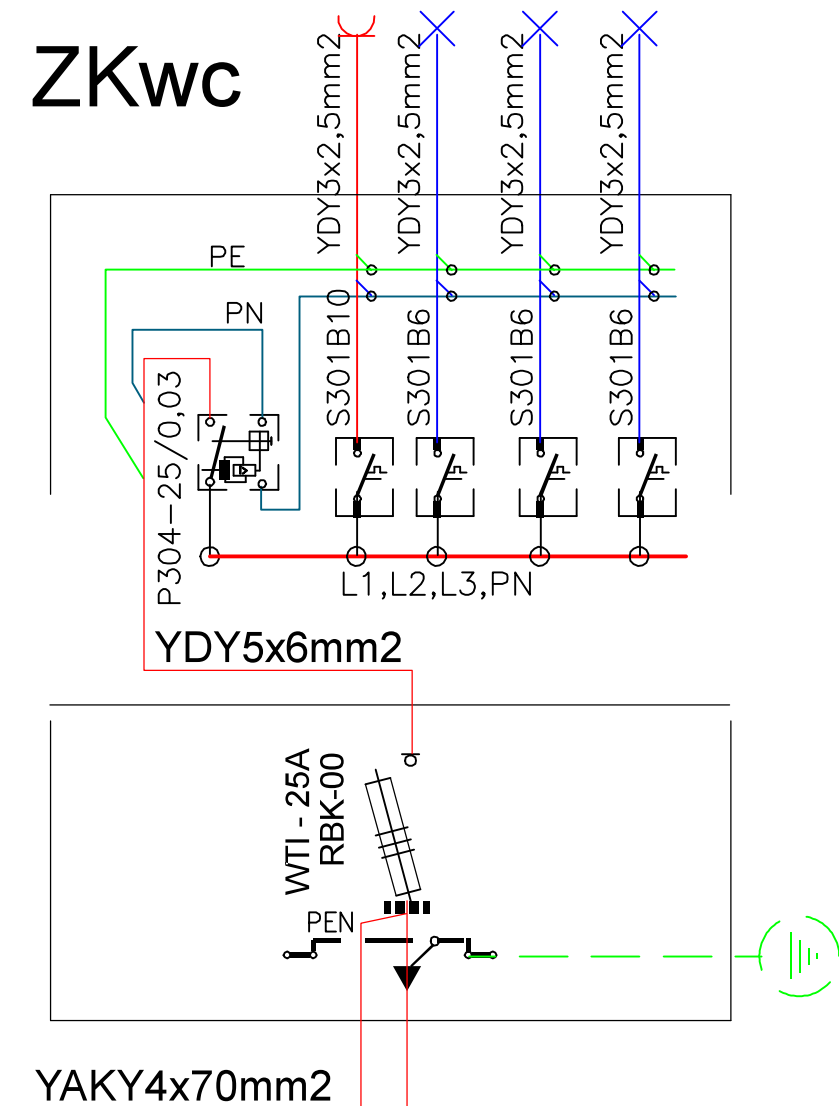 ZKwc
YDY3x2,5mm2
YDY3x2,5mm2
YDY3x2,5mm2
YDY3x2,5mm2
PE
PN
S301B10
S301B6
S301B6
S301B6
P304-25/0,03
L1,L2,L3,PN
YDY5x6mm2
WTI - 25A
RBK-00
PEN
YAKY4x70mm2